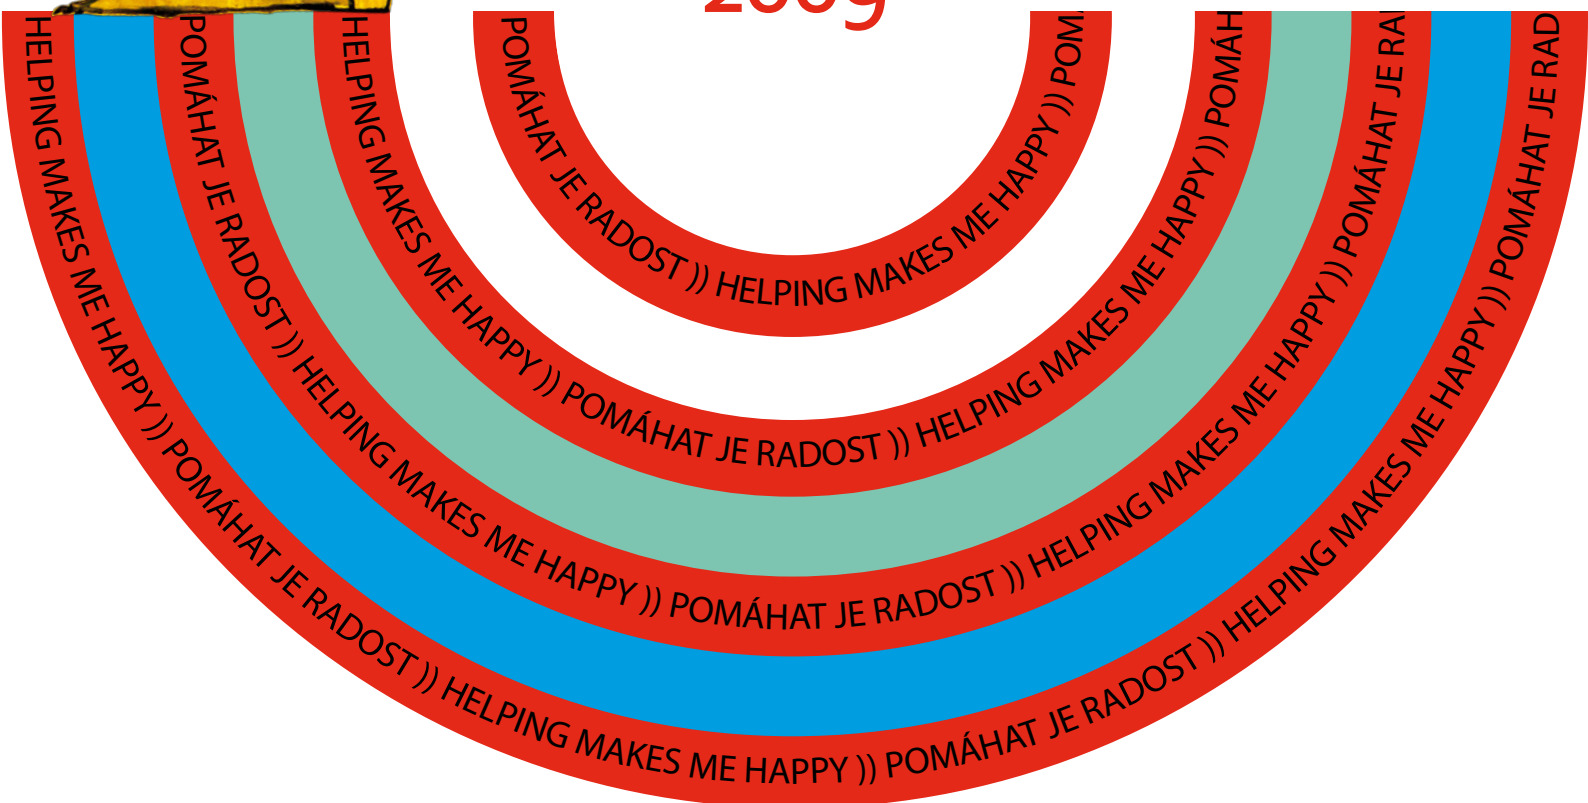 2009
POMÁHAT JE RADOST )) HELPING MAKES ME HAPPY )) POM
HELPING MAKES ME HAPPY )) POMÁHAT JE RADOST )) HELPING MAKES ME HAPPY )) POMÁH
POMÁHAT JE RADOST )) HELPING MAKES ME HAPPY )) POMÁHAT JE RADOST )) HELPING MAKES ME HAPPY )) POMÁHAT JE RA
HELPING MAKES ME HAPPY )) POMÁHAT JE RADOST )) HELPING MAKES ME HAPPY )) POMÁHAT JE RADOST )) HELPING MAKES ME HAPPY )) POMÁHAT JE RAD